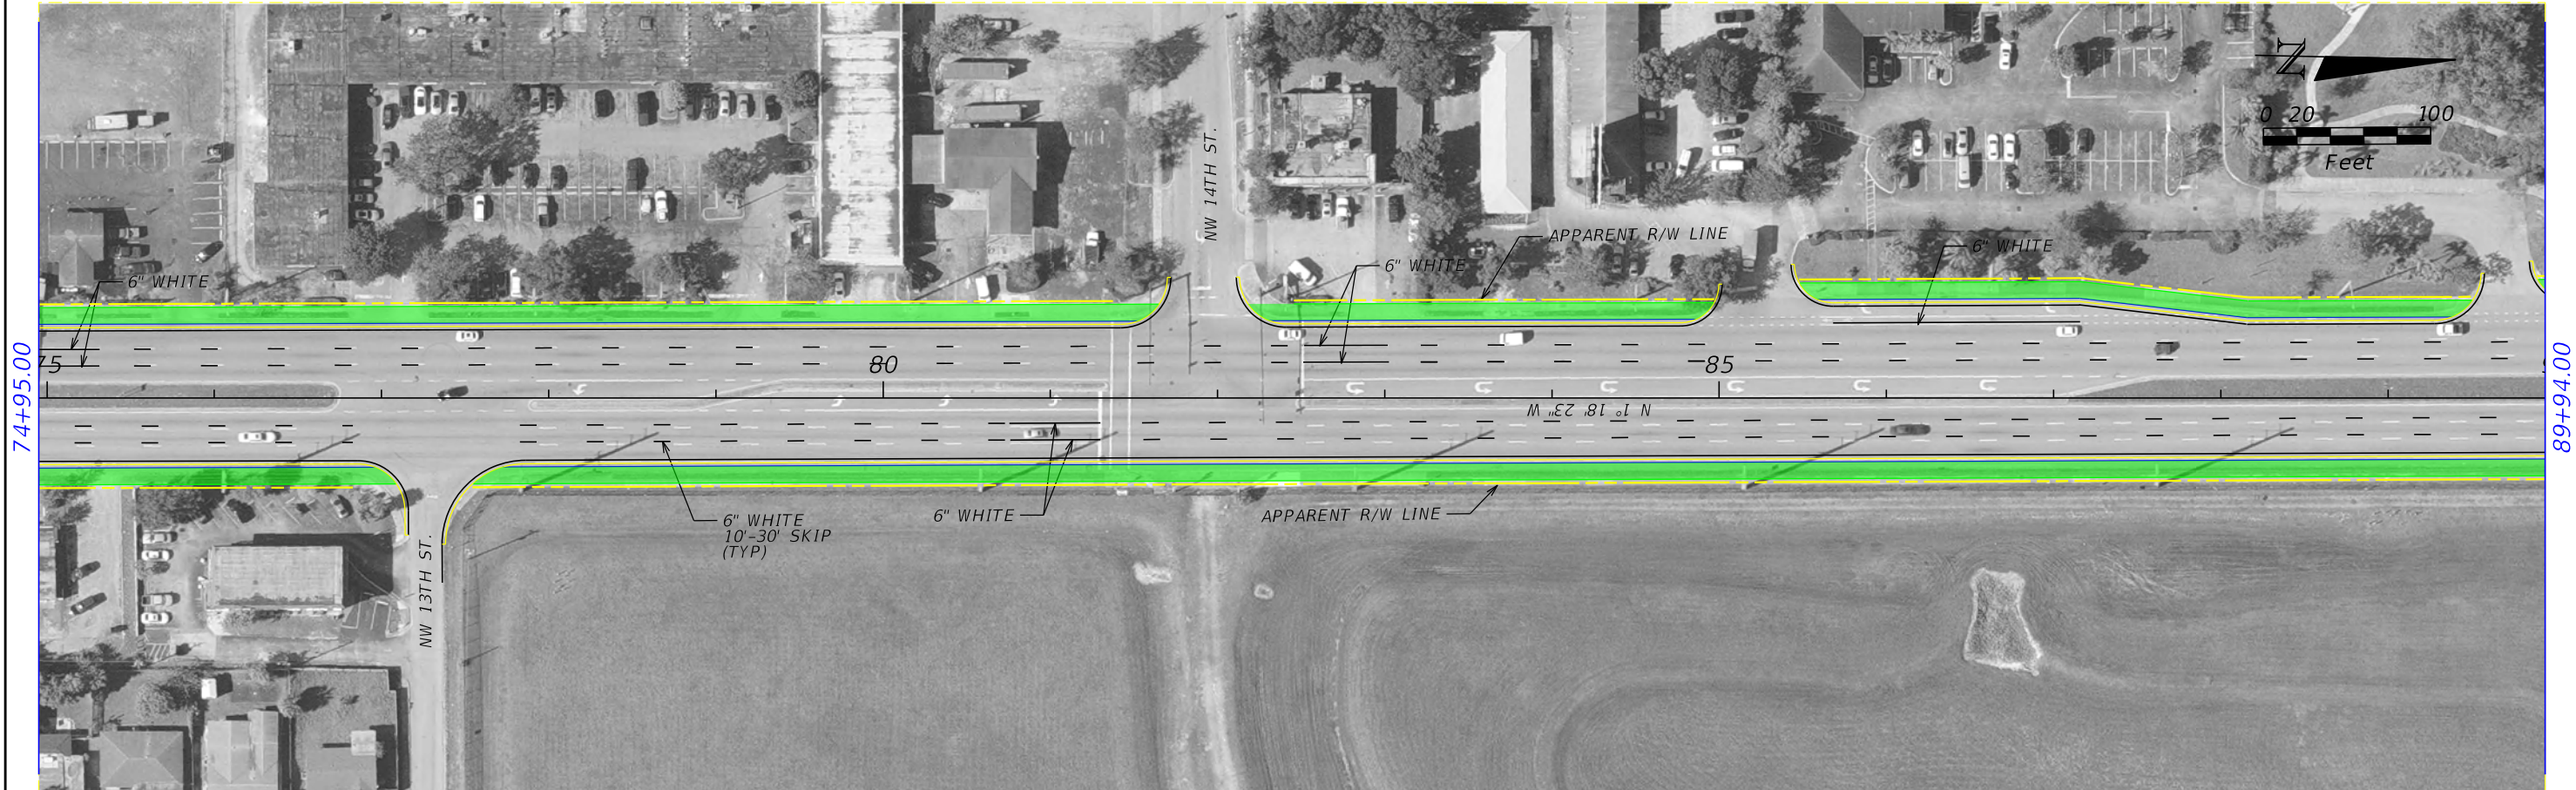 N
0 20 100
Feet
NW 14TH ST.
APPARENT R/W LINE
6" WHITE
6" WHITE
6" WHITE
74+95.00
75
80
85
89+94.00
N 1° 18' 23" W
6" WHITE
10'-30' SKIP
(TYP)
6" WHITE
APPARENT R/W LINE
NW 13TH ST.